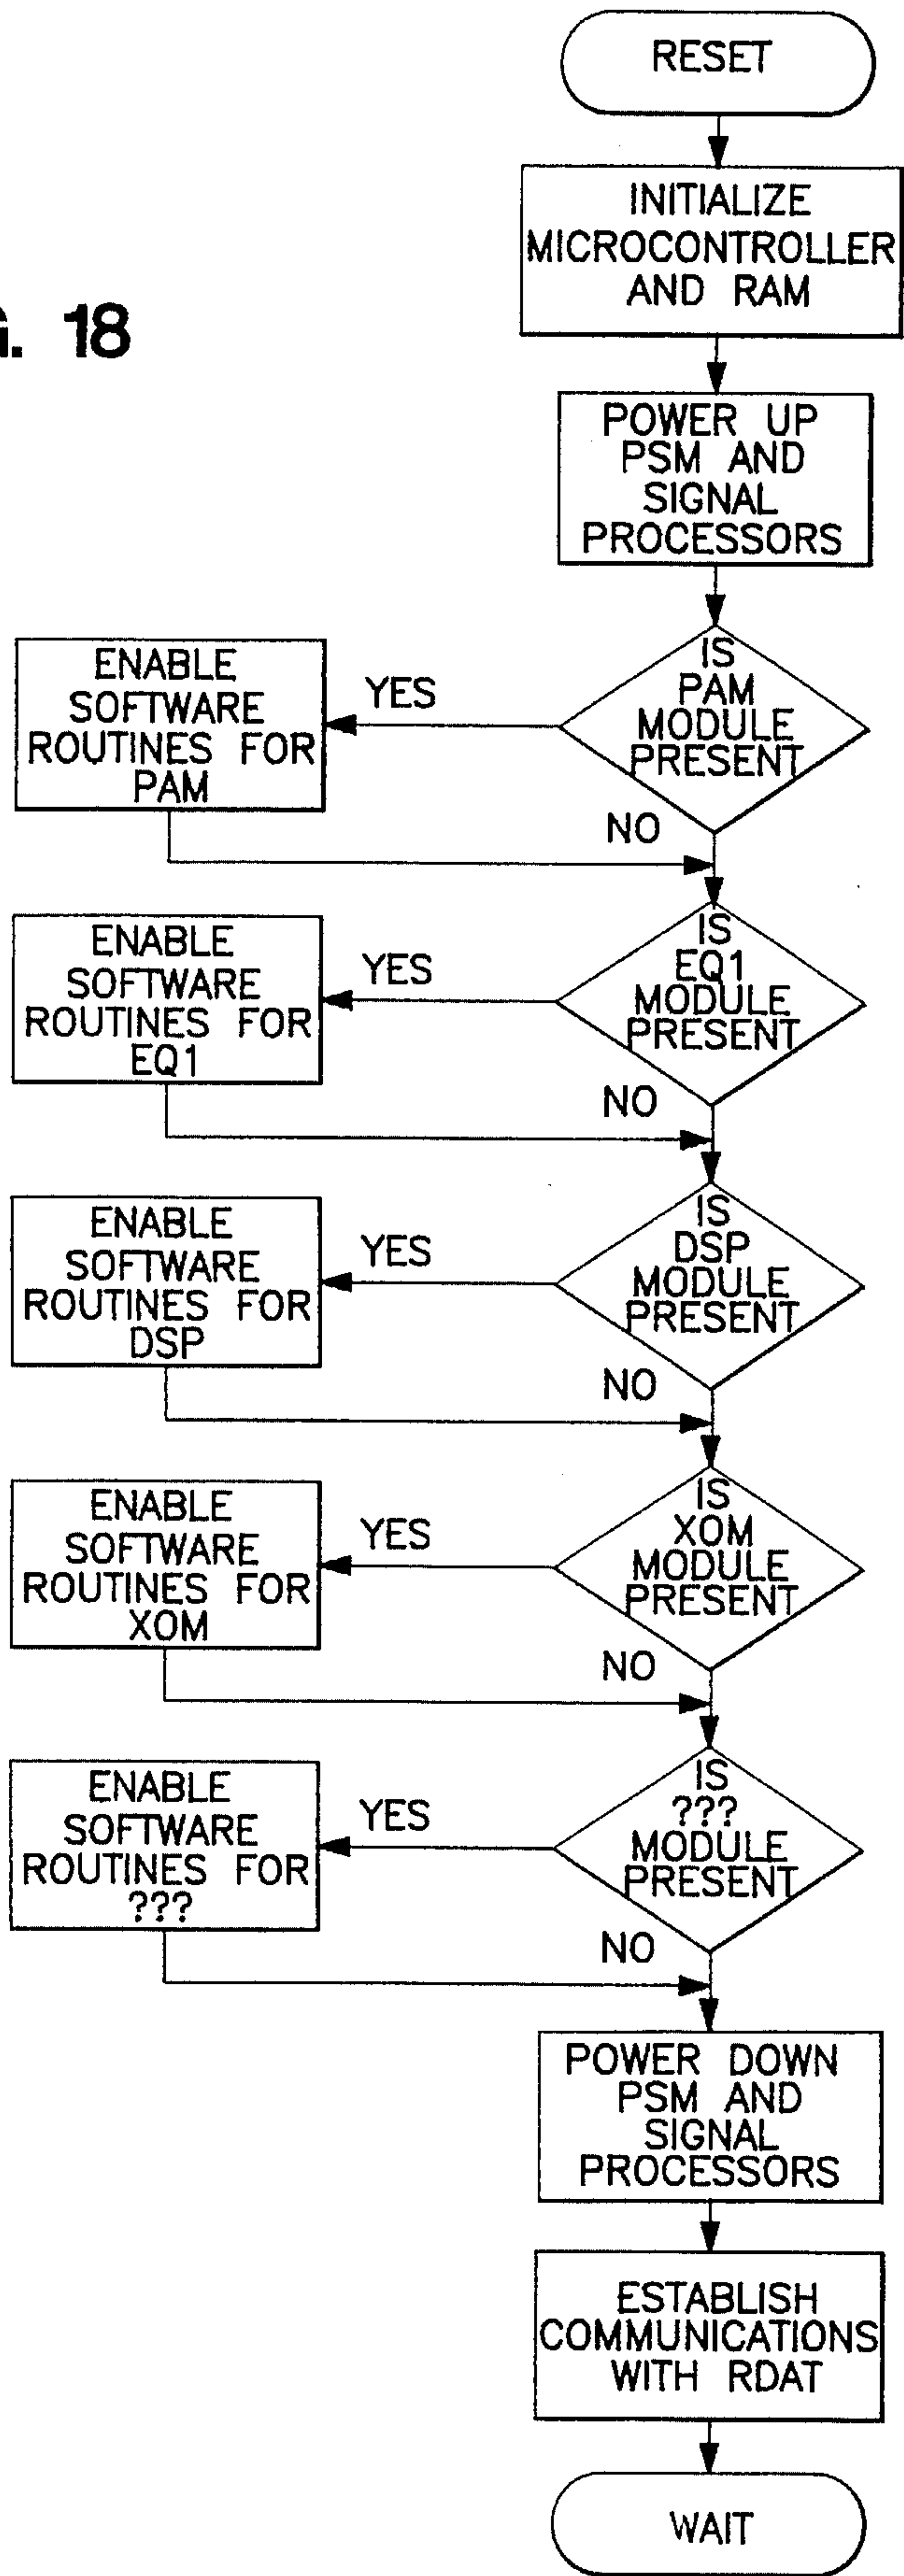 RESET
INITIALIZE
MICROCONTROLLER
AND RAM
G. 18
POWER UP
PSM AND
SIGNAL
PROCESSORS
IS
PAM
MODULE
PRESENT
YES
ENABLE
SOFTWARE
ROUTINES FOR
PAM
NO
IS
EQ1
MODULE
PRESENT
YES
ENABLE
SOFTWARE
ROUTINES FOR
EQ1
NO
IS
DSP
MODULE
PRESENT
YES
ENABLE
SOFTWARE
ROUTINES FOR
DSP
NO
IS
XOM
MODULE
PRESENT
YES
ENABLE
SOFTWARE
ROUTINES FOR
XOM
NO
IS
???
MODULE
PRESENT
YES
ENABLE
SOFTWARE
ROUTINES FOR
???
NO
POWER DOWN
PSM AND
SIGNAL
PROCESSORS
ESTABLISH
COMMUNICATIONS
WITH RDAT
WAIT